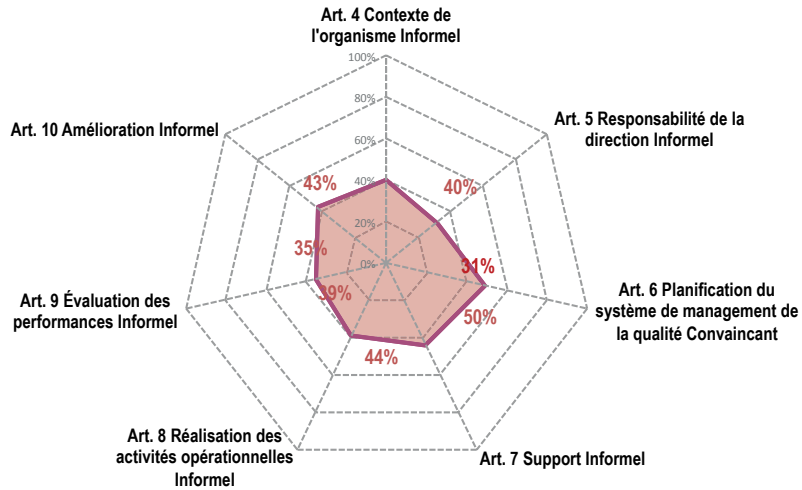 Art. 4 Contexte de
l'organisme Informel
100%
80%
60%
40%
20%
0%
Art. 5 Responsabilité de la
direction Informel
Art. 10 Amélioration Informel
43%
40%
35%
31%
39%
50%
44%
Art. 6 Planification du
système de management de
la qualité Convaincant
Art. 9 Évaluation des
performances Informel
Art. 8 Réalisation des
activités opérationnelles
Informel
Art. 7 Support Informel